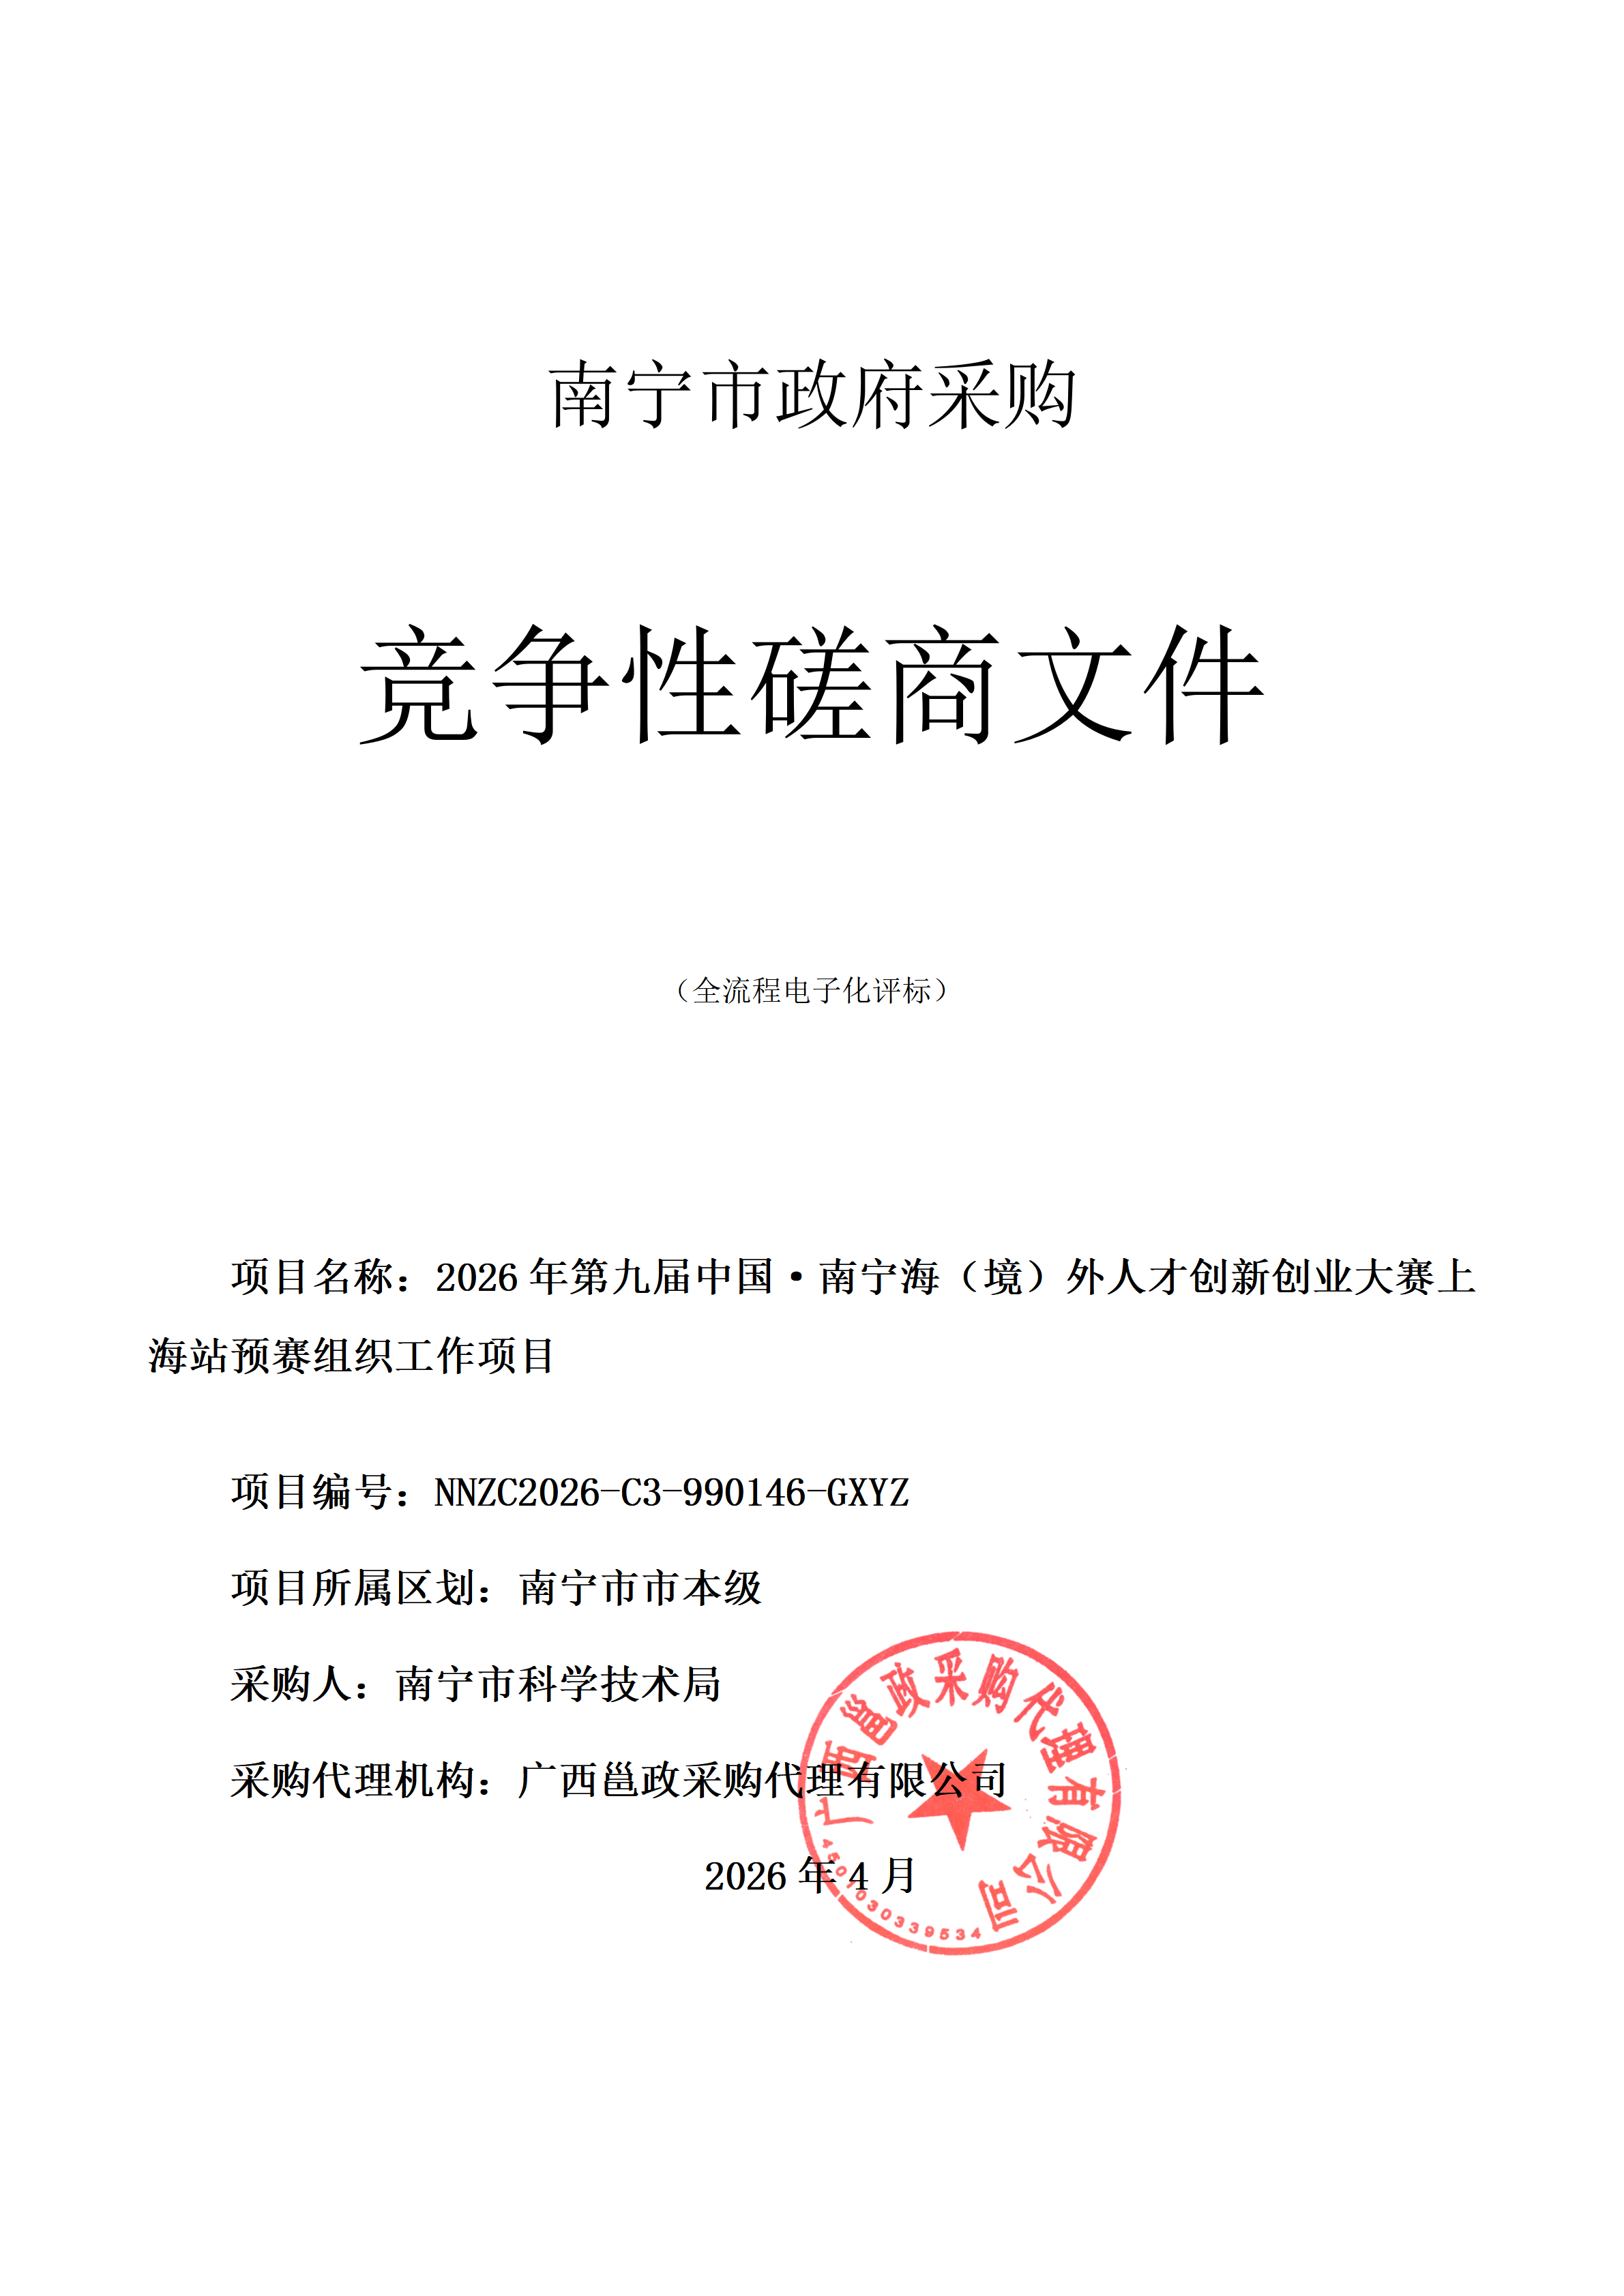 南宁市政府采购
竞争性磋商文件
（全流程电子化评标）
项目名称：2026年第九届中国·南宁海（境）外人才创新创业大赛上
海站预赛组织工作项目
项目编号：NNZC2026-C3-990146-GXYZ
项目所属区划：南宁市市本级
采购人：南宁市科学技术局
采购代理机构：广西邕政采购代理有限公司
2026年4月
广西邕政采购代理有限公司
4501030339534